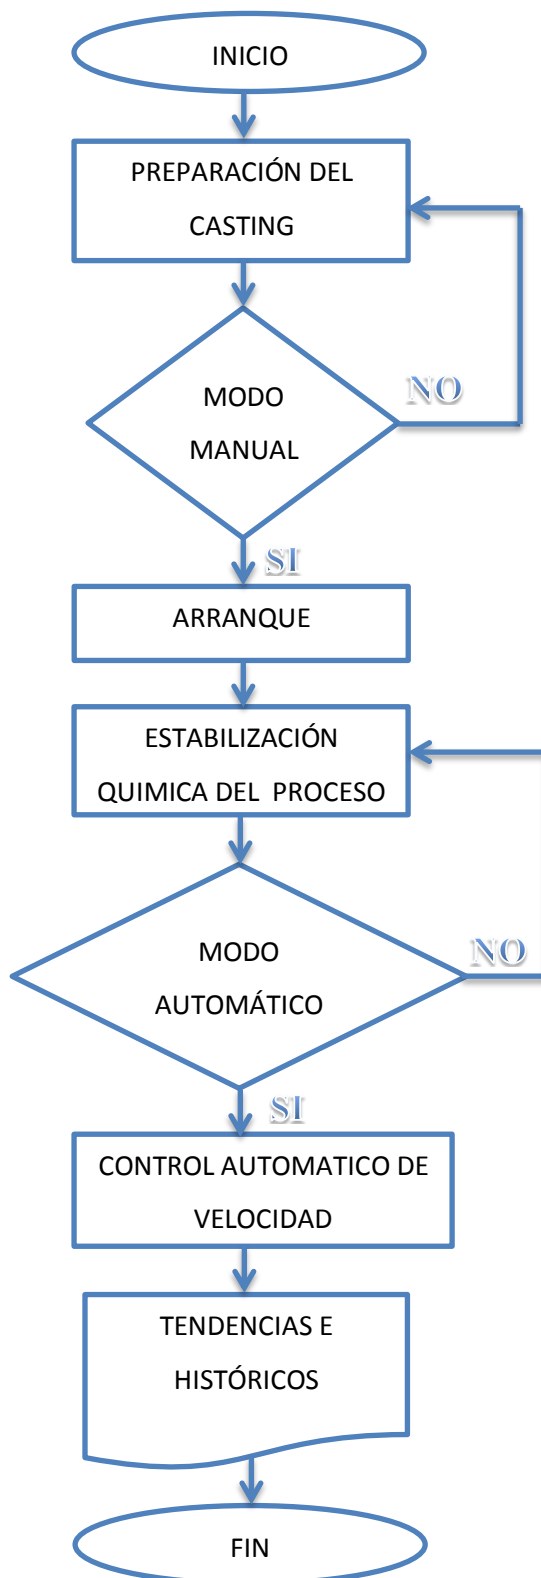 INICIO
PREPARACIÓN DEL
CASTING
NO
MODO
MANUAL
SI
ARRANQUE
ESTABILIZACIÓN
QUIMICA DEL PROCESO
MODO
NO
AUTOMÁTICO
SI
CONTROL AUTOMATICO DE
VELOCIDAD
TENDENCIAS E
HISTÓRICOS
FIN